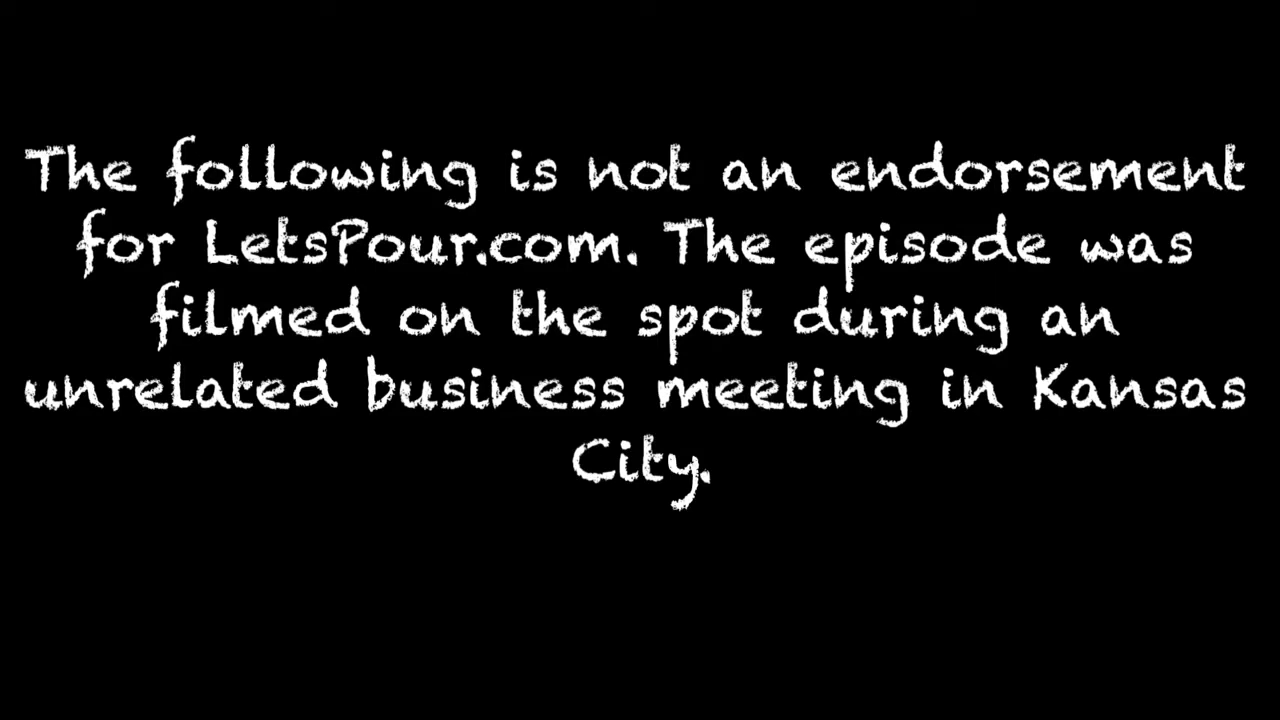 The following is not an endorsement
for LetsPour.com. The episode was
filmed on the spot during an
unrelated business meeting in Kansas
City.